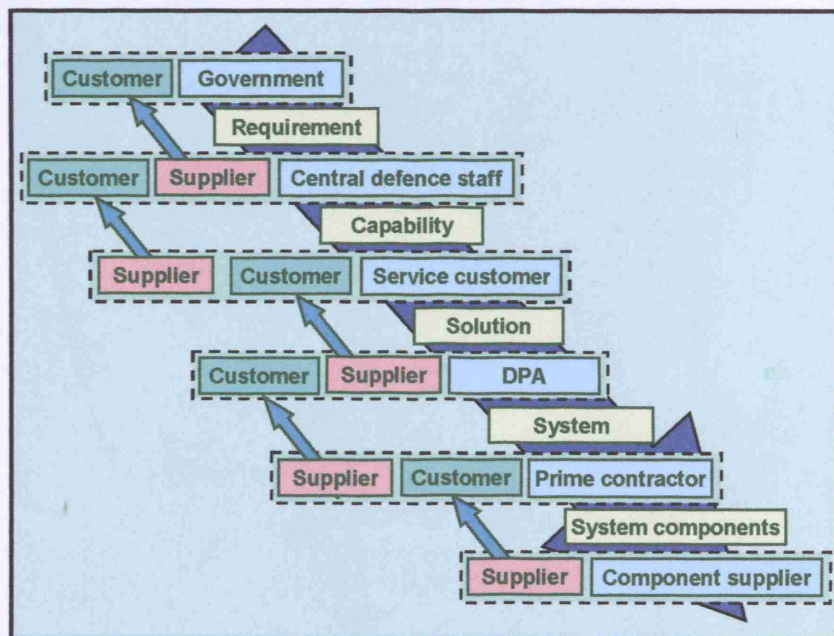 Customer Government
Requirement
Customer Supplier Central defence staff
Capability
Supplier Customer Service customer
Solution
Customer Supplier DPA
System
Supplier Customer Prime contractor
System components
Supplier Component supplier